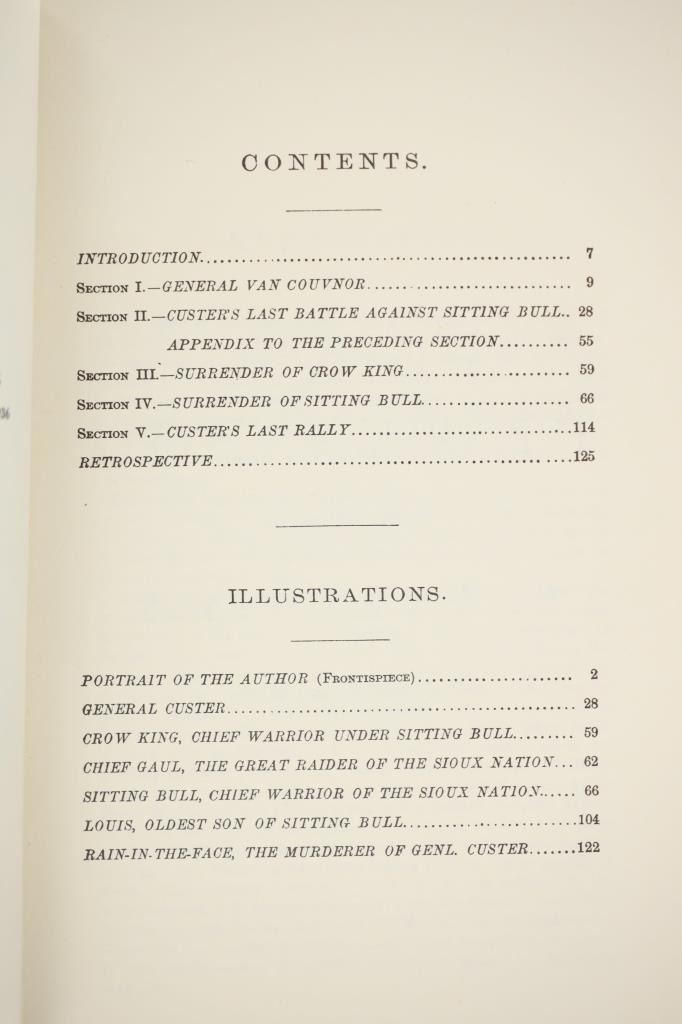 CONTENTS.
INTRODUCTION............................................................ 7
SECTION I.—GENERAL VAN COUVNOR............................. 9
SECTION II.—CUSTER'S LAST BATTLE AGAINST SITTING BULL.. 28
APPENDIX TO THE PRECEDING SECTION.......... 55
SECTION III.—SURRENDER OF CROW KING........................ 59
SECTION IV.—SURRENDER OF SITTING BULL..................... 66
SECTION V.—CUSTER'S LAST RALLY................................114
RETROSPECTIVE....................................................125
ILLUSTRATIONS.
PORTRAIT OF THE AUTHOR (FRONTISPIECE)....................... 2
GENERAL CUSTER.................................................. 28
CROW KING, CHIEF WARRIOR UNDER SITTING BULL......... 59
CHIEF GAUL, THE GREAT RAIDER OF THE SIOUX NATION... 62
SITTING BULL, CHIEF WARRIOR OF THE SIOUX NATION...... 66
LOUIS, OLDEST SON OF SITTING BULL.........................104
RAIN-IN-THE-FACE, THE MURDERER OF GENL. CUSTER.......122